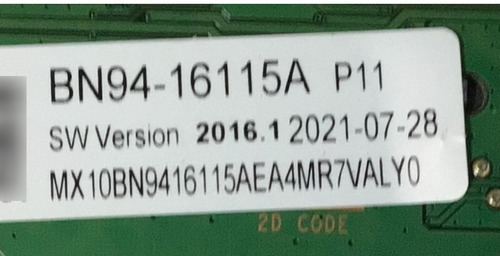 BN94-16115A P11
SW Version 2016.1 2021-07-28
MX10BN9416115AEA4MR7VALY0
2D CODE